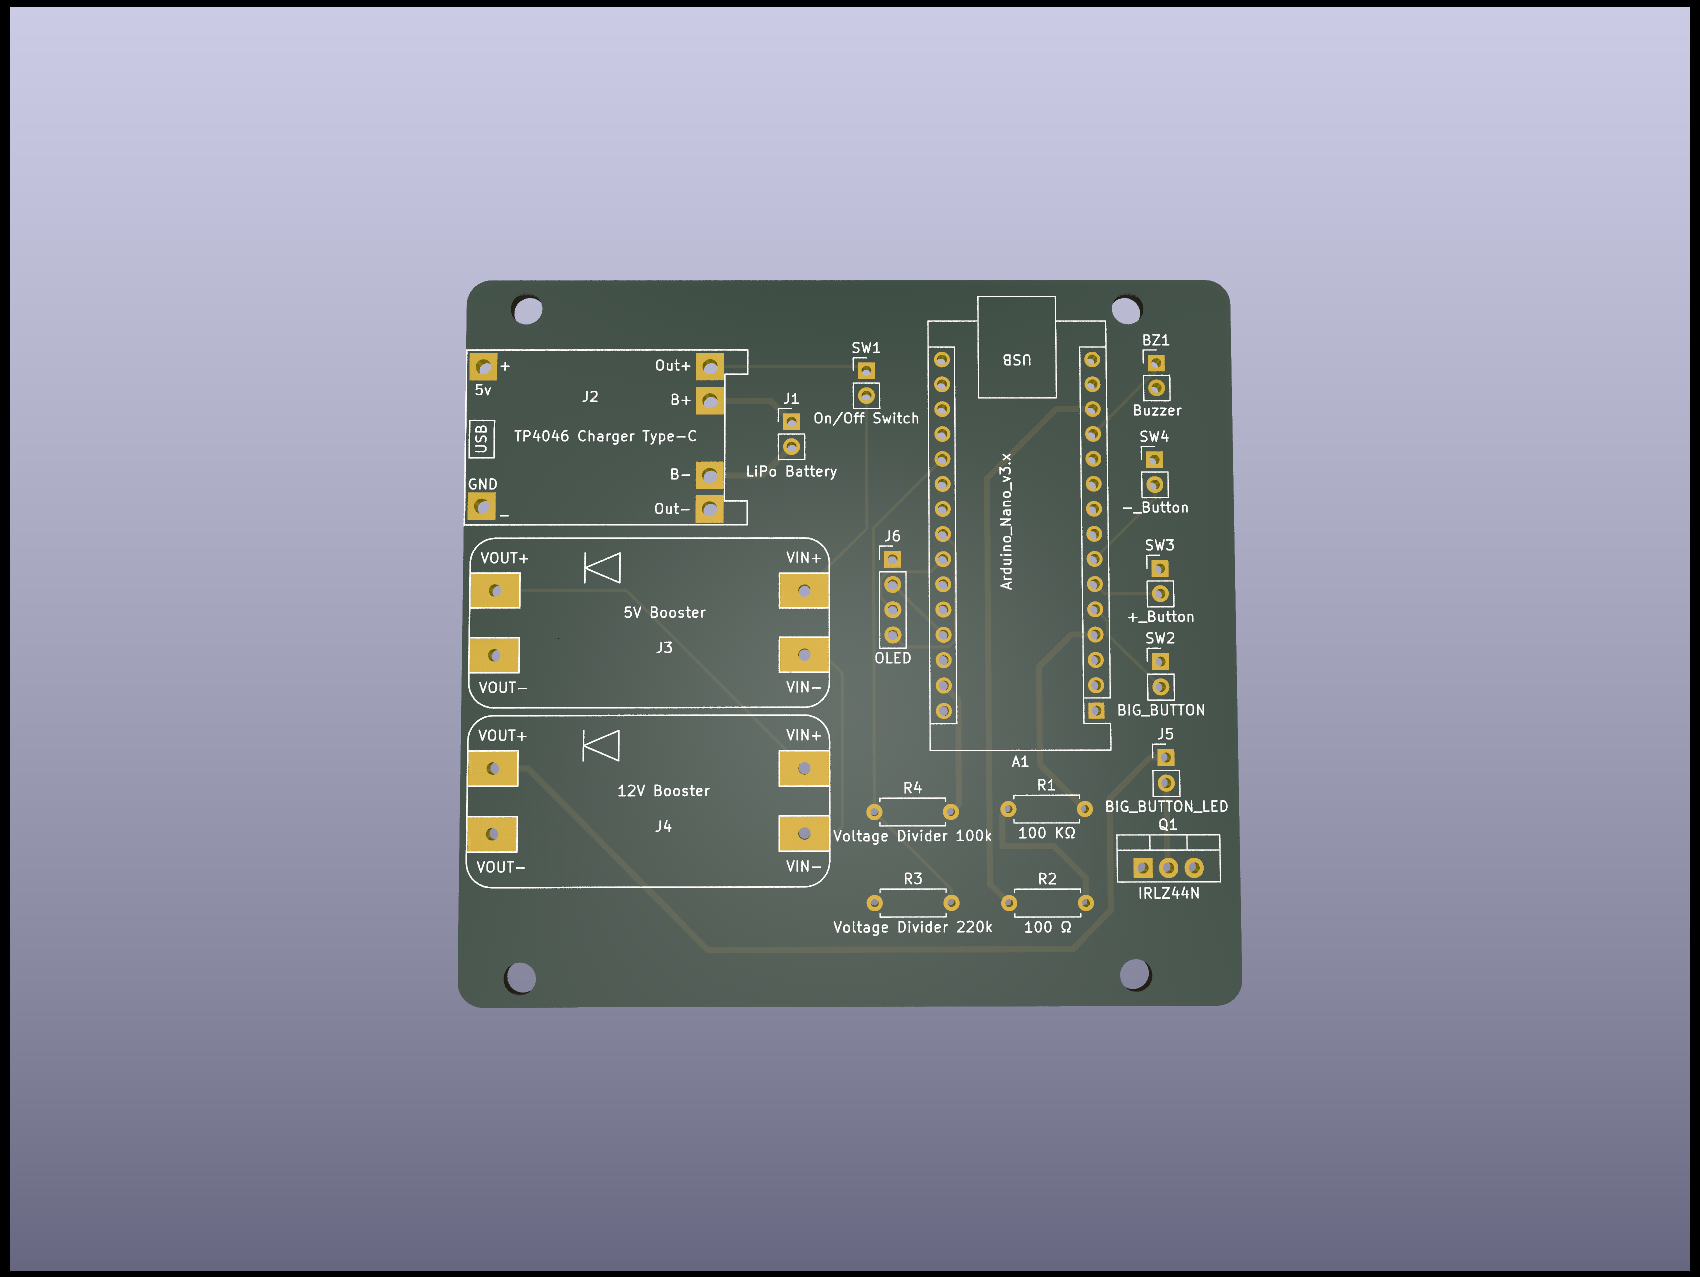 +
5v
Out+
J2
B+
TP4046 Charger Type-C
USB
B-
GND
Out-
_
J1
LiPo Battery
SW1
On/Off Switch
VOUT+
VIN+
5V Booster
J3
VOUT-
VIN-
VOUT+
VIN+
12V Booster
J4
VOUT-
VIN-
J6
OLED
USB
Arduino_Nano_v3.x
A1
BZ1
Buzzer
SW4
-_Button
SW3
+_Button
SW2
BIG_BUTTON
J5
BIG_BUTTON_LED
Q1
IRLZ44N
R4
Voltage Divider 100k
R1
100 KΩ
R3
Voltage Divider 220k
R2
100 Ω